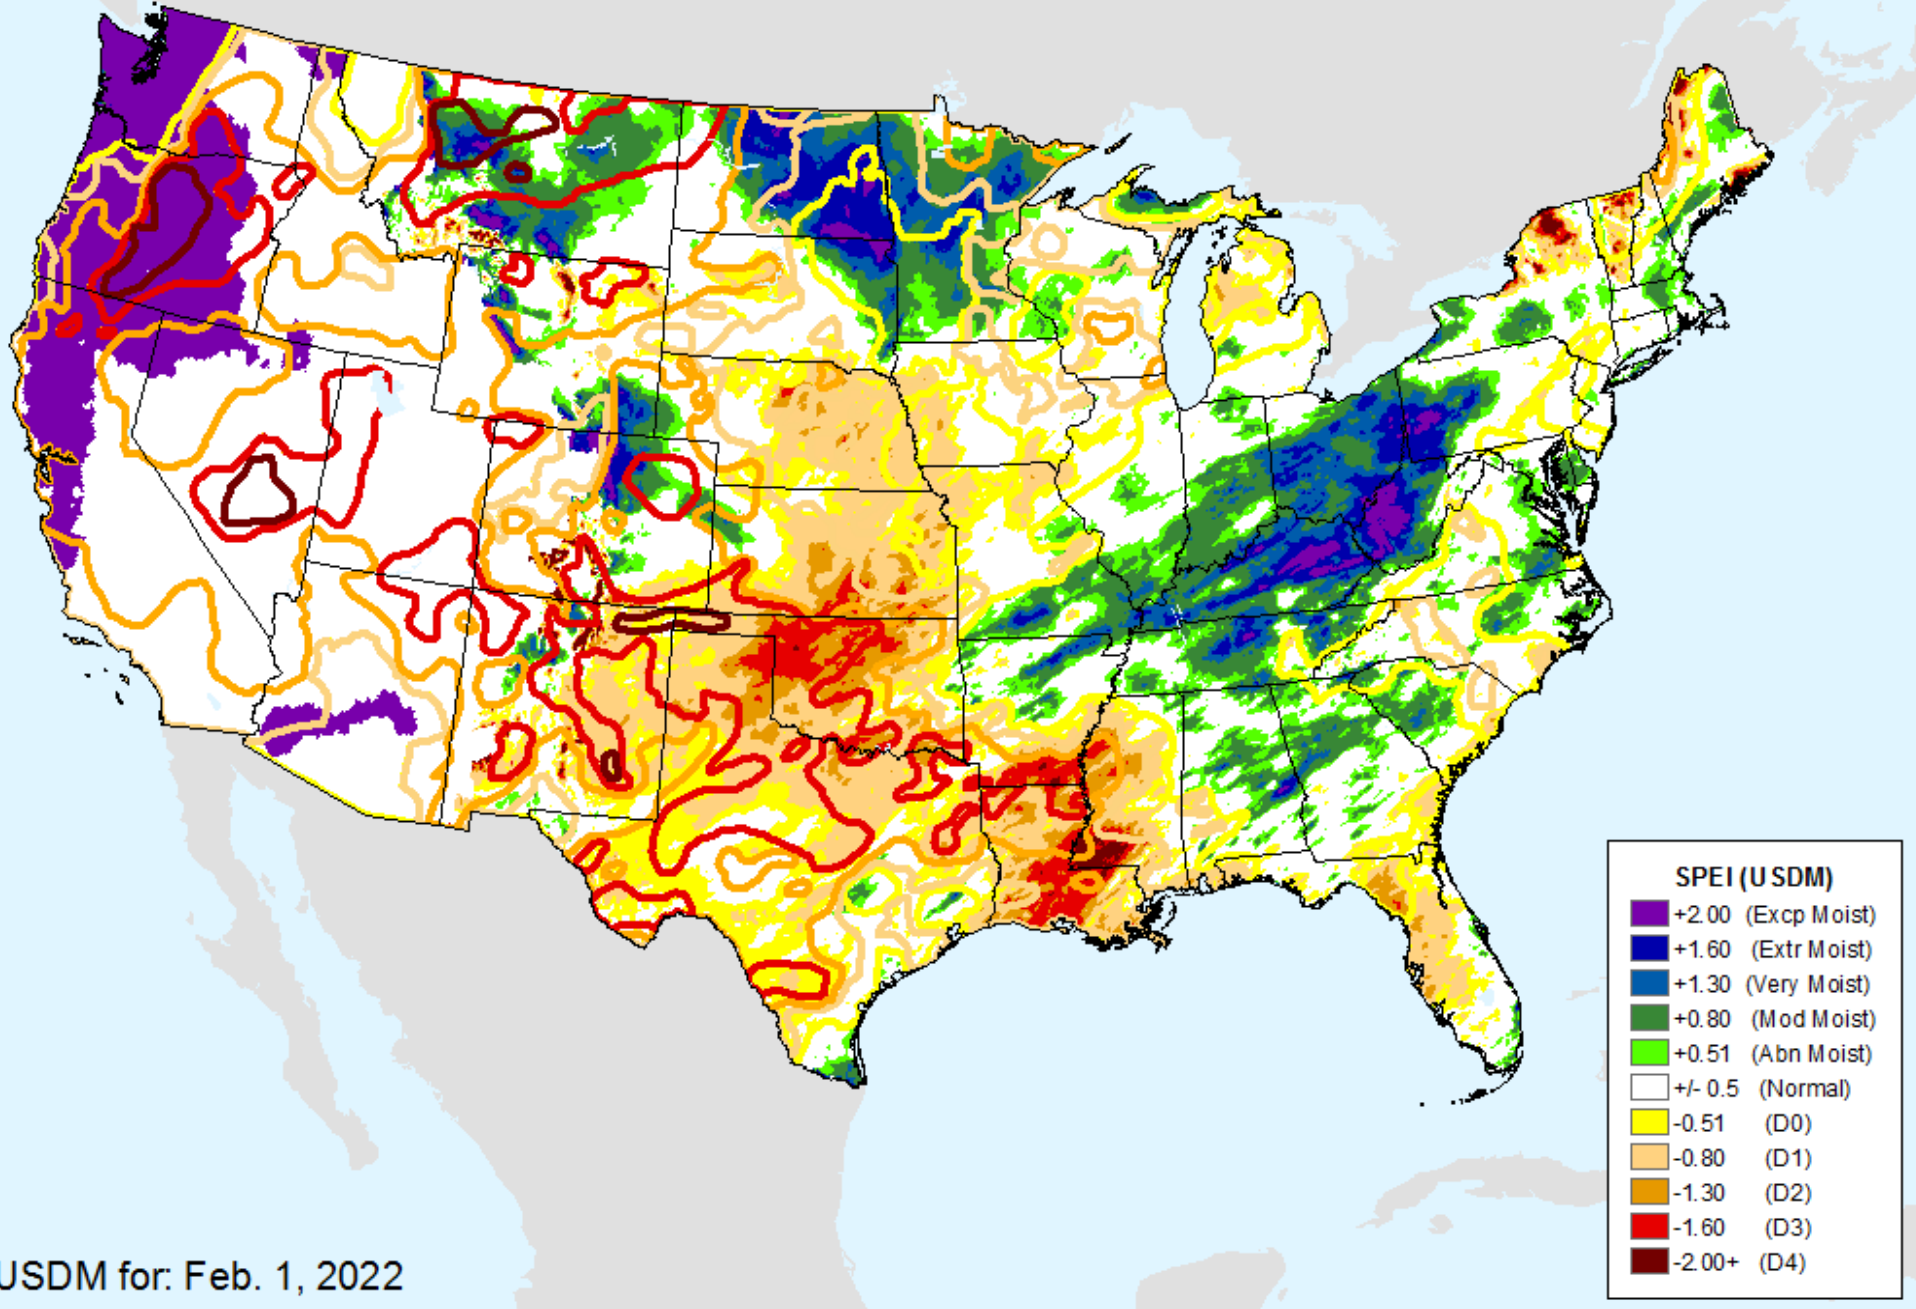 SPEI (USDM)
+2.00 (Excp Moist)
+1.60 (Extr Moist)
+1.30 (Very Moist)
+0.80 (Mod Moist)
+0.51 (Abn Moist)
+/- 0.5 (Normal)
-0.51 (D0)
-0.80 (D1)
-1.30 (D2)
-1.60 (D3)
-2.00+ (D4)
USDM for: Feb. 1, 2022